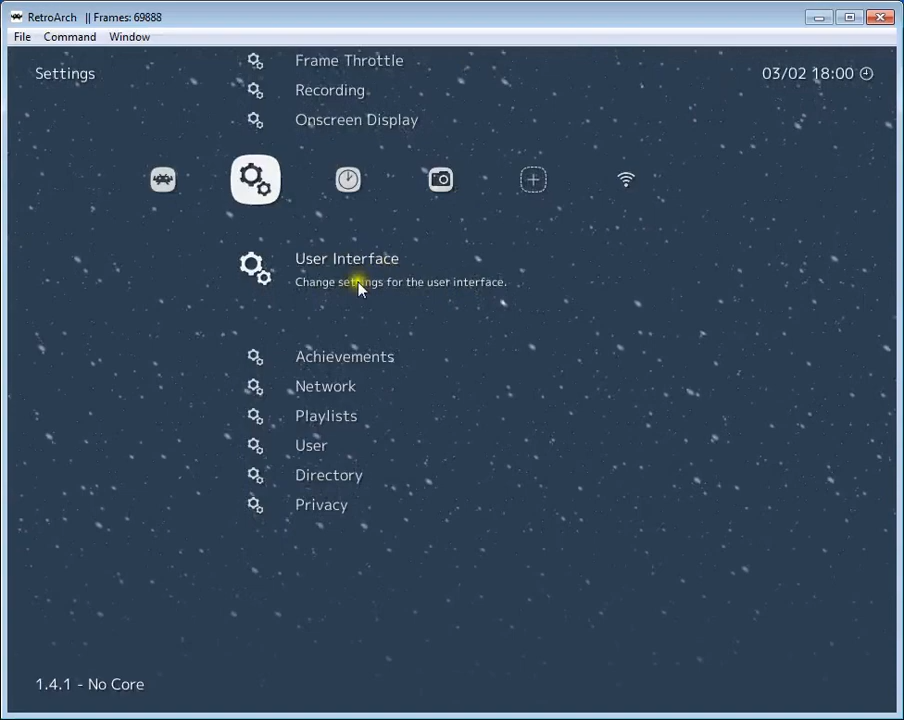 RetroArch || Frames: 69888
File Command Window
Frame Throttle
Settings
03/02 18:00
Recording
Onscreen Display
User Interface
Change settings for the user interface.
Achievements
Network
Playlists
User
Directory
Privacy
1.4.1 - No Core